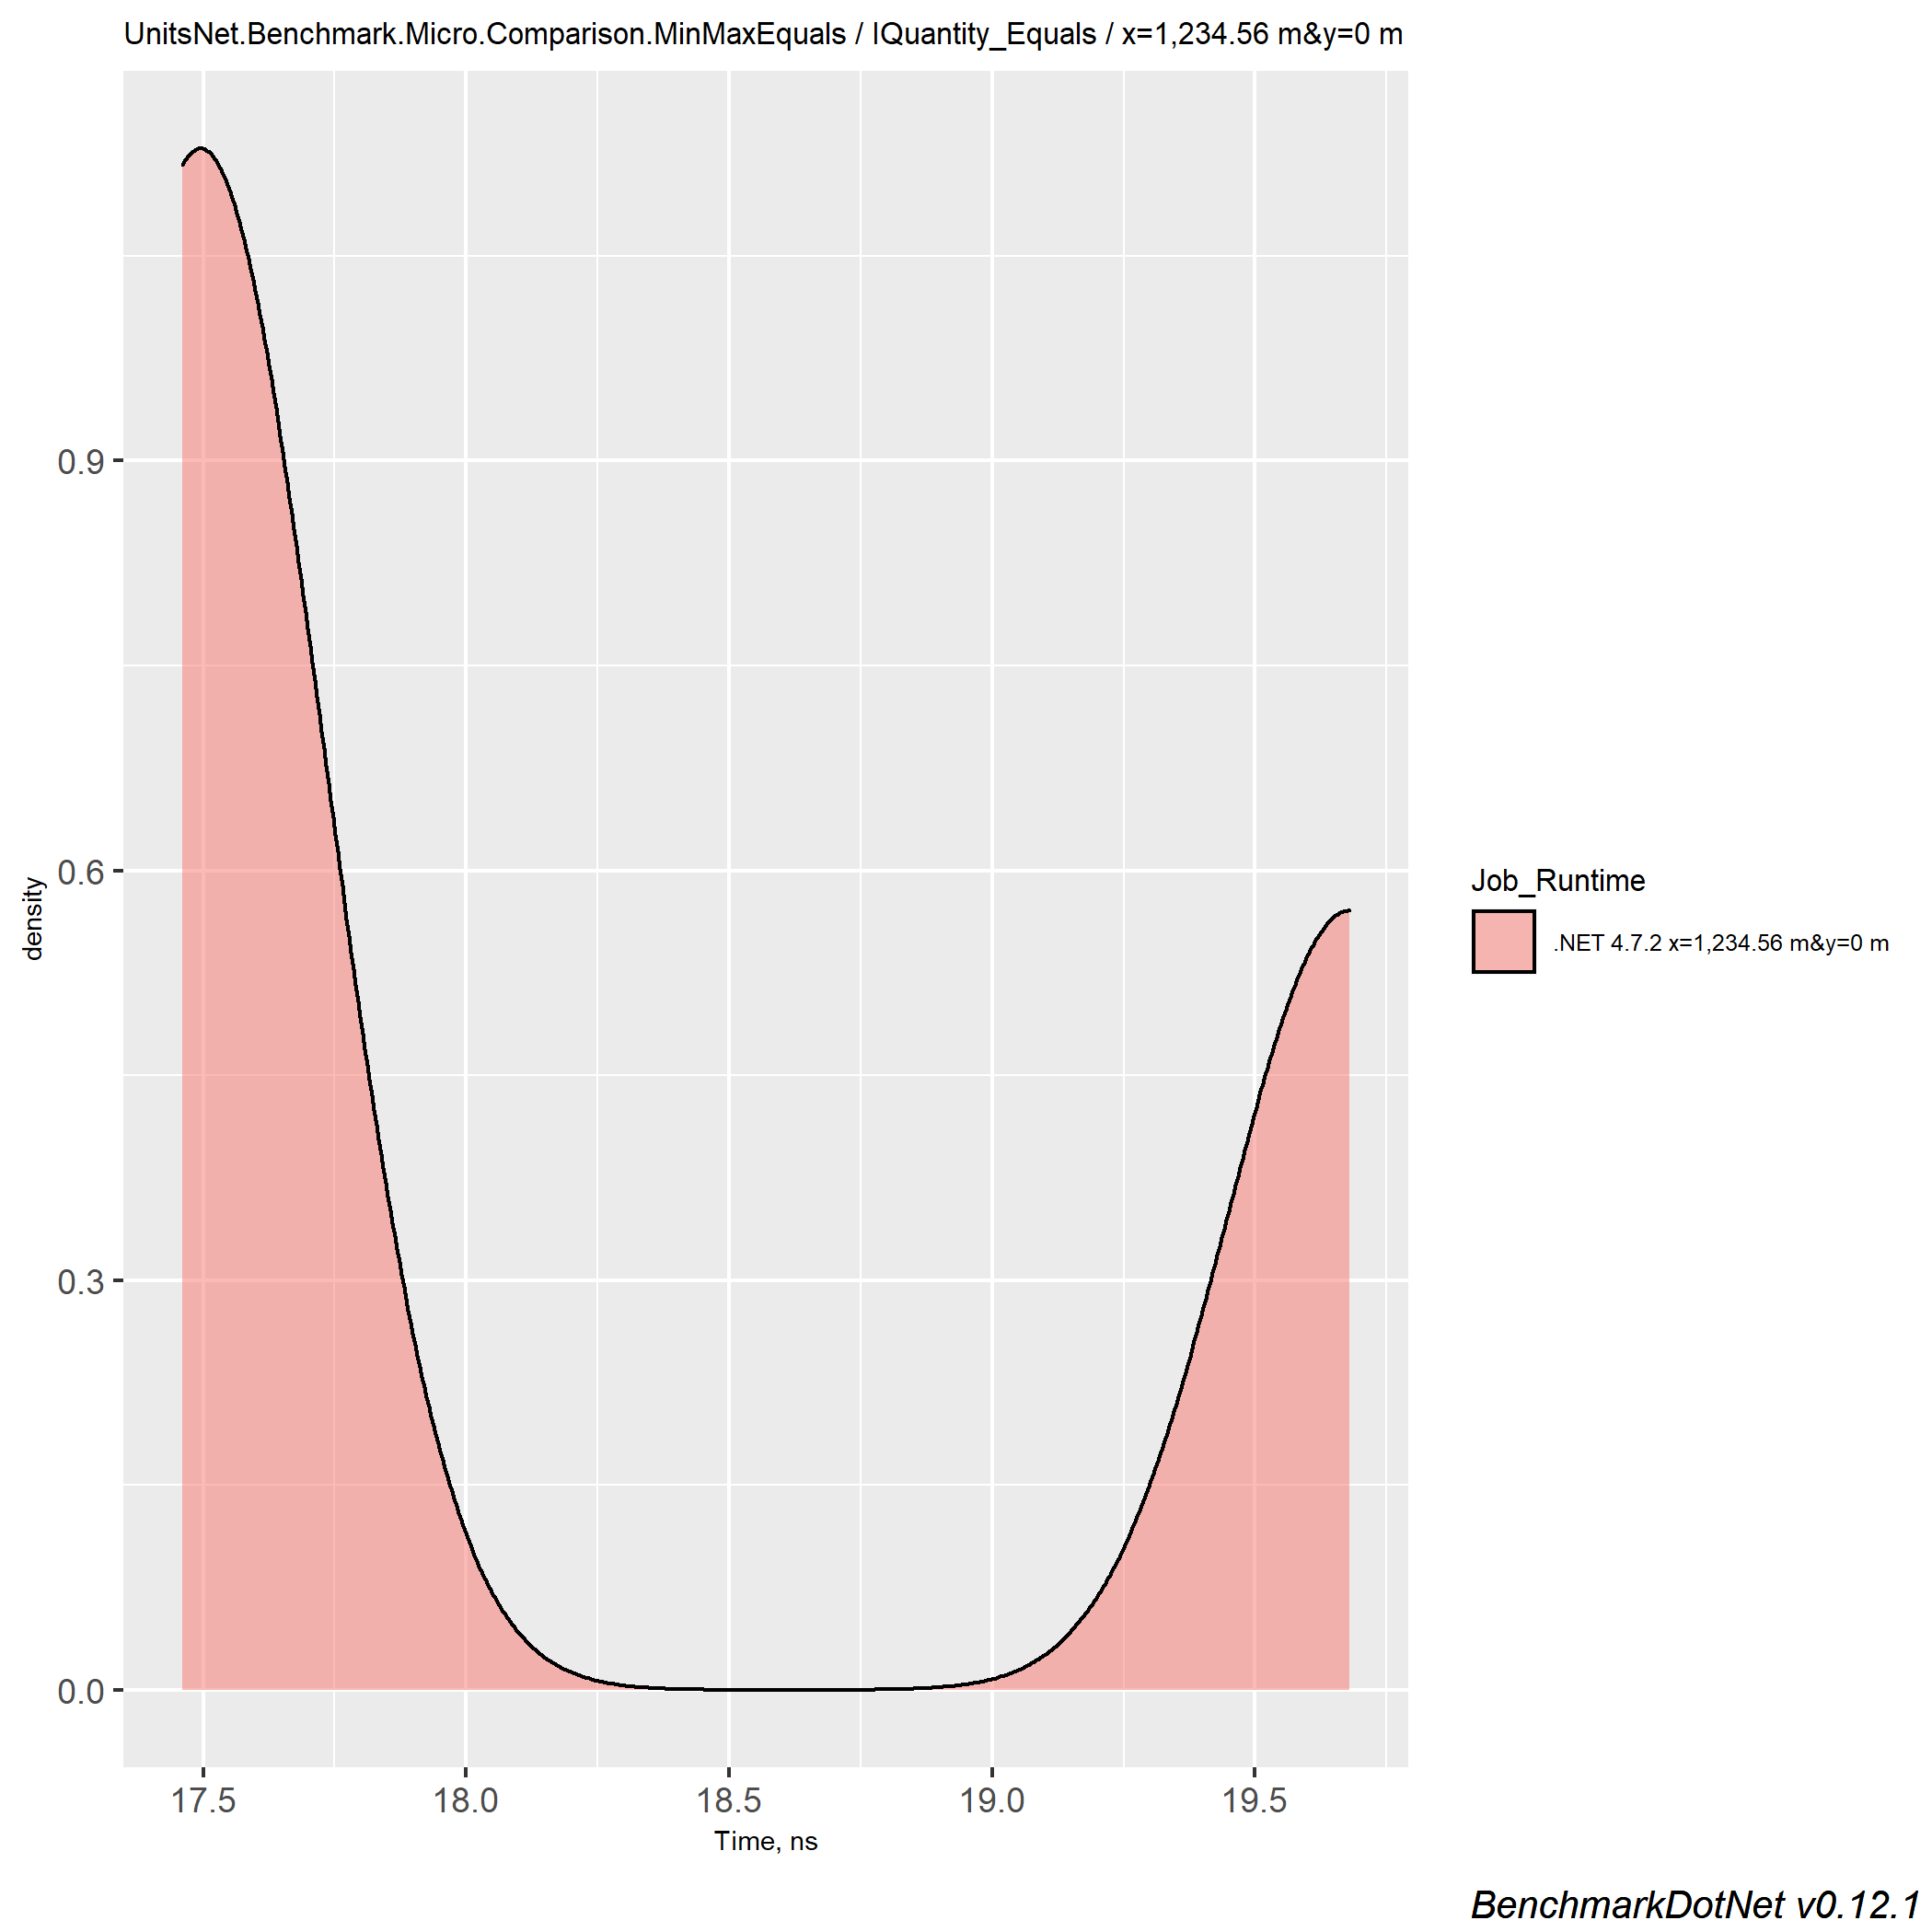 UnitsNet.Benchmark.Micro.Comparison.MinMaxEquals / IQuantity_Equals / x=1,234.56 m&y=0 m
density
0.9
0.6
0.3
0.0
17.5 18.0 18.5 19.0 19.5
Time, ns
Job_Runtime
.NET 4.7.2 x=1,234.56 m&y=0 m
BenchmarkDotNet v0.12.1